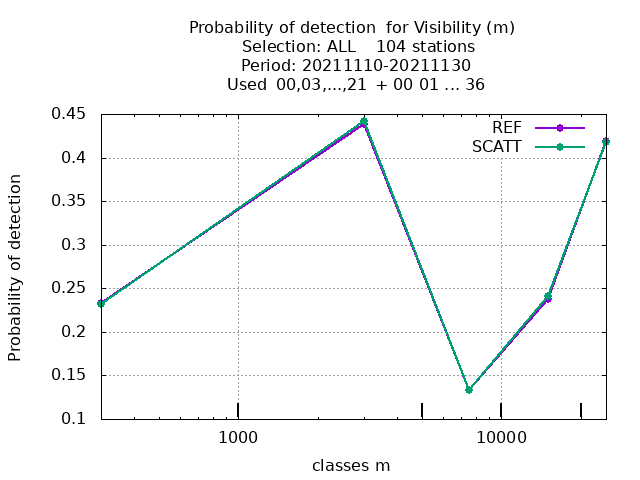 Probability of detection  for Visibility (m)
Selection: ALL    104 stations
Period: 20211110-20211130
Used  00,03,...,21  + 00 01 ... 36
REF
SCATT
Probability of detection
0.45
0.4
0.35
0.3
0.25
0.2
0.15
0.1
1000 10000
classes m